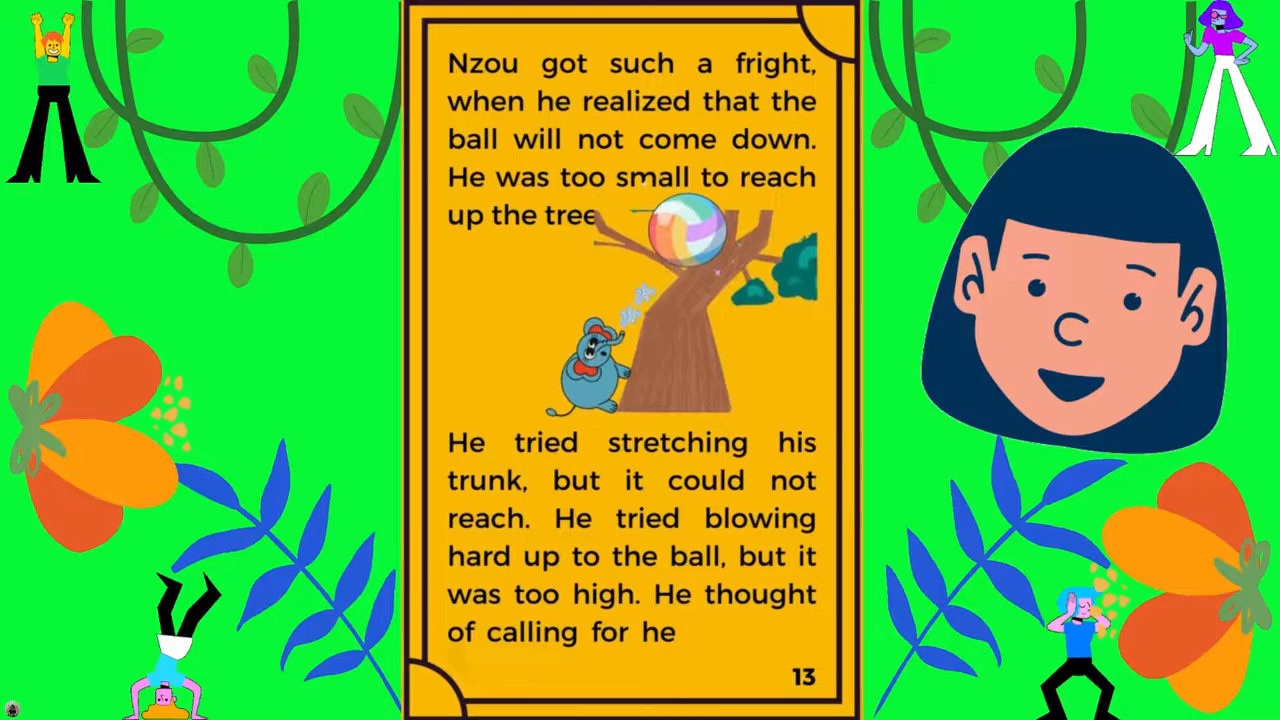 Nzou got such a fright,
when he realized that the
ball will not come down.
He was too small to reach
up the tree
He tried stretching his
trunk, but it could not
reach. He tried blowing
hard up to the ball, but it
was too high. He thought
of calling for he
13